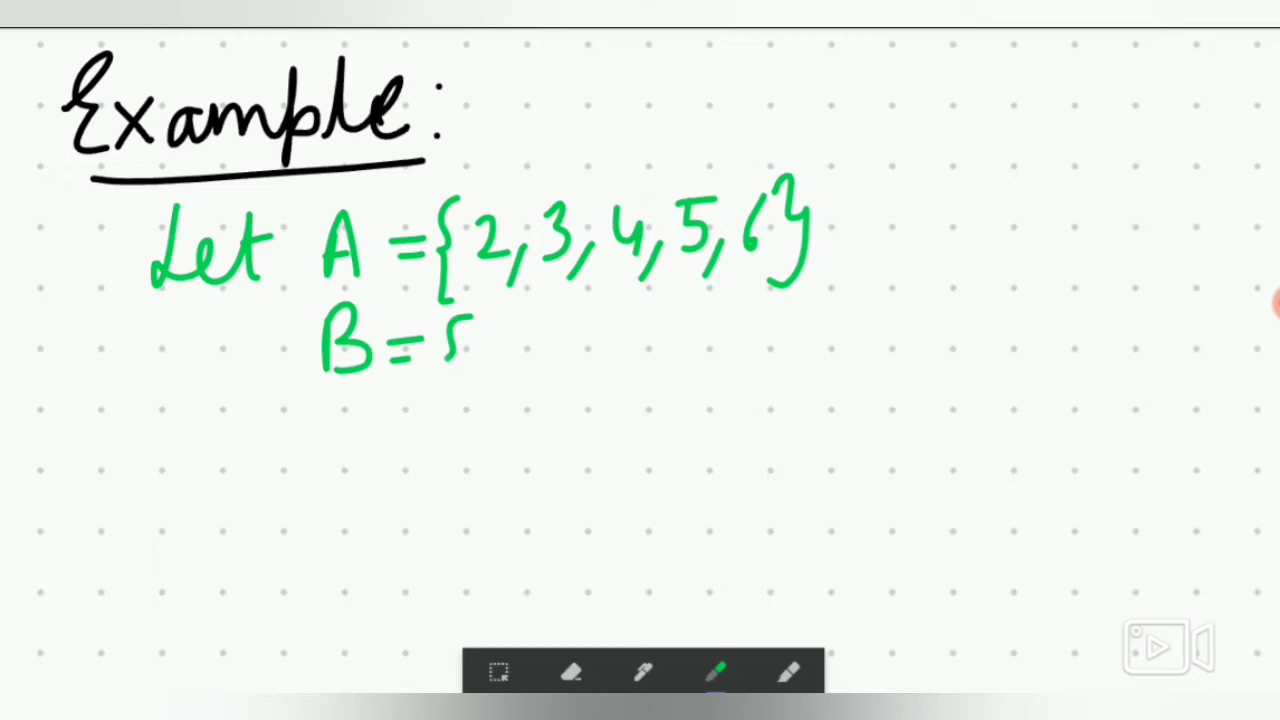 Example:
Let A = {2, 3, 4, 5, 6}
B =